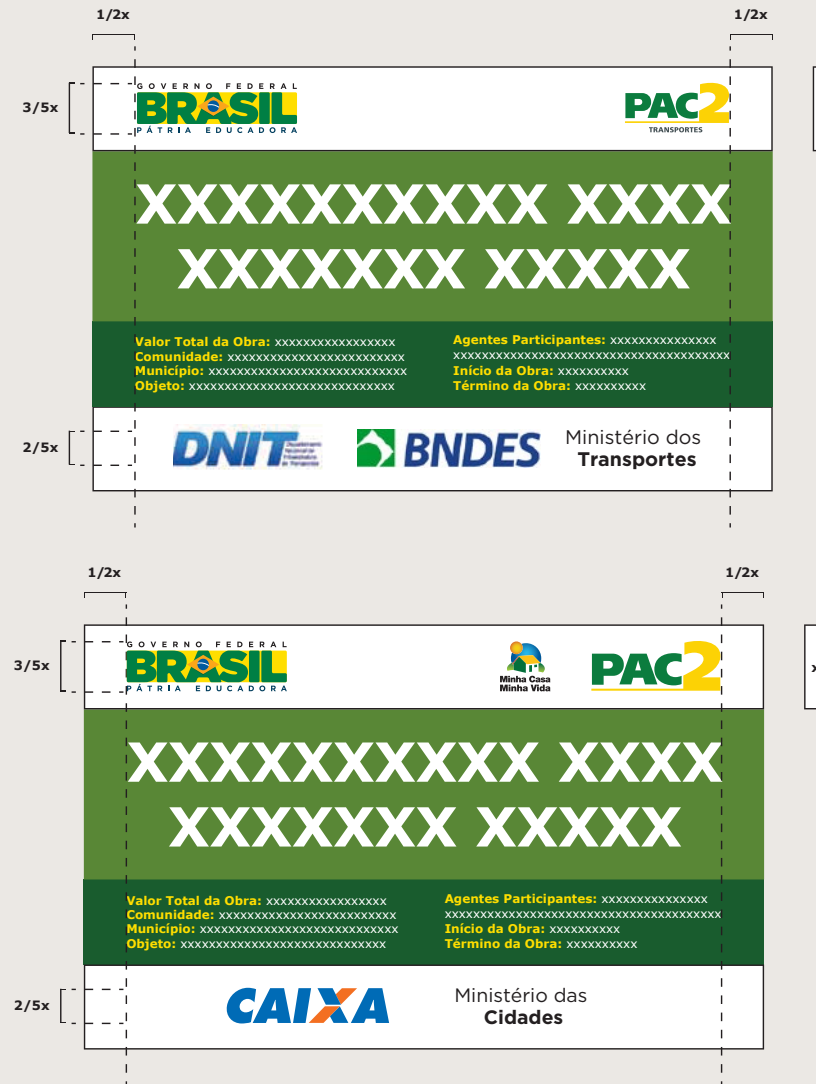 1/2x 1/2x
3/5x
GOVERNO FEDERAL
BRASIL
PÁTRIA EDUCADORA
PAC2
TRANSPORTES
XXXXXXXXXX XXXX
XXXXXXX XXXXX
Valor Total da Obra: xxxxxxxxxxxxxxxxx
Comunidade: xxxxxxxxxxxxxxxxxxxxxxxxx
Município: xxxxxxxxxxxxxxxxxxxxxxxxxxxx
Objeto: xxxxxxxxxxxxxxxxxxxxxxxxxxxxx
Agentes Participantes: xxxxxxxxxxxxxxx
xxxxxxxxxxxxxxxxxxxxxxxxxxxxxxxxxxxxxxx
Início da Obra: xxxxxxxxxx
Término da Obra: xxxxxxxxxx
2/5x
DNIT
BNDES
Ministério dos
Transportes
1/2x 1/2x
3/5x
GOVERNO FEDERAL
BRASIL
PÁTRIA EDUCADORA
Minha Casa
Minha Vida
PAC2
x
XXXXXXXXXX XXXX
XXXXXXX XXXXX
Valor Total da Obra: xxxxxxxxxxxxxxxxx
Comunidade: xxxxxxxxxxxxxxxxxxxxxxxxx
Município: xxxxxxxxxxxxxxxxxxxxxxxxxxxx
Objeto: xxxxxxxxxxxxxxxxxxxxxxxxxxxxx
Agentes Participantes: xxxxxxxxxxxxxxx
xxxxxxxxxxxxxxxxxxxxxxxxxxxxxxxxxxxxxxx
Início da Obra: xxxxxxxxxx
Término da Obra: xxxxxxxxxx
2/5x
CAIXA
Ministério das
Cidades